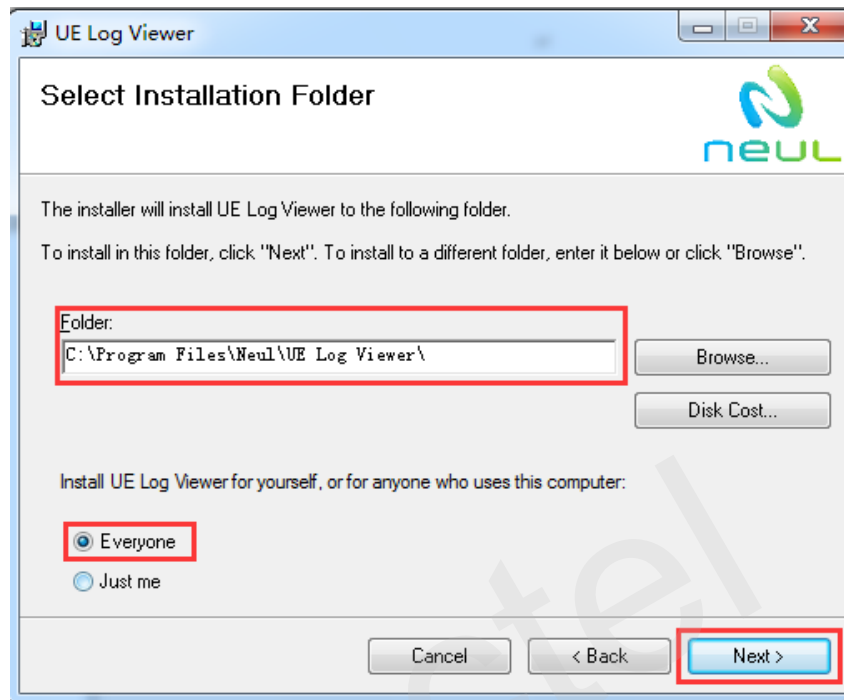 UE Log Viewer
Select Installation Folder
neul
The installer will install UE Log Viewer to the following folder.
To install in this folder, click "Next". To install to a different folder, enter it below or click "Browse".
Folder:
C:\Program Files\Neul\UE Log Viewer\
Browse...
Disk Cost...
Install UE Log Viewer for yourself, or for anyone who uses this computer:
Everyone
Just me
Cancel
< Back
Next >